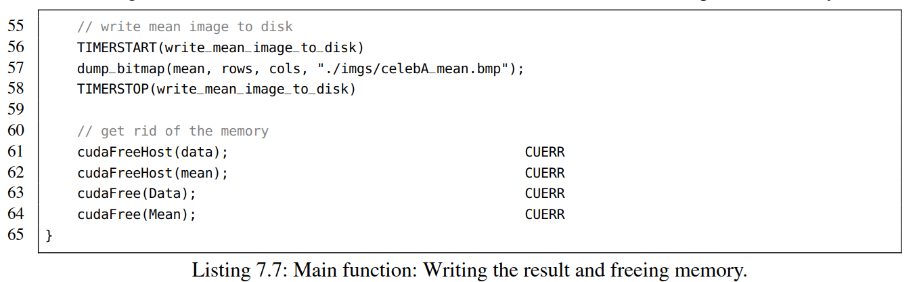 55 // write mean image to disk
56 TIMERSTART(write_mean_image_to_disk)
57 dump_bitmap(mean, rows, cols, "./imgs/celebA_mean.bmp");
58 TIMERSTOP(write_mean_image_to_disk)
59
60 // get rid of the memory
61 cudaFreeHost(data); CUERR
62 cudaFreeHost(mean); CUERR
63 cudaFree(Data); CUERR
64 cudaFree(Mean); CUERR
65 }
Listing 7.7: Main function: Writing the result and freeing memory.